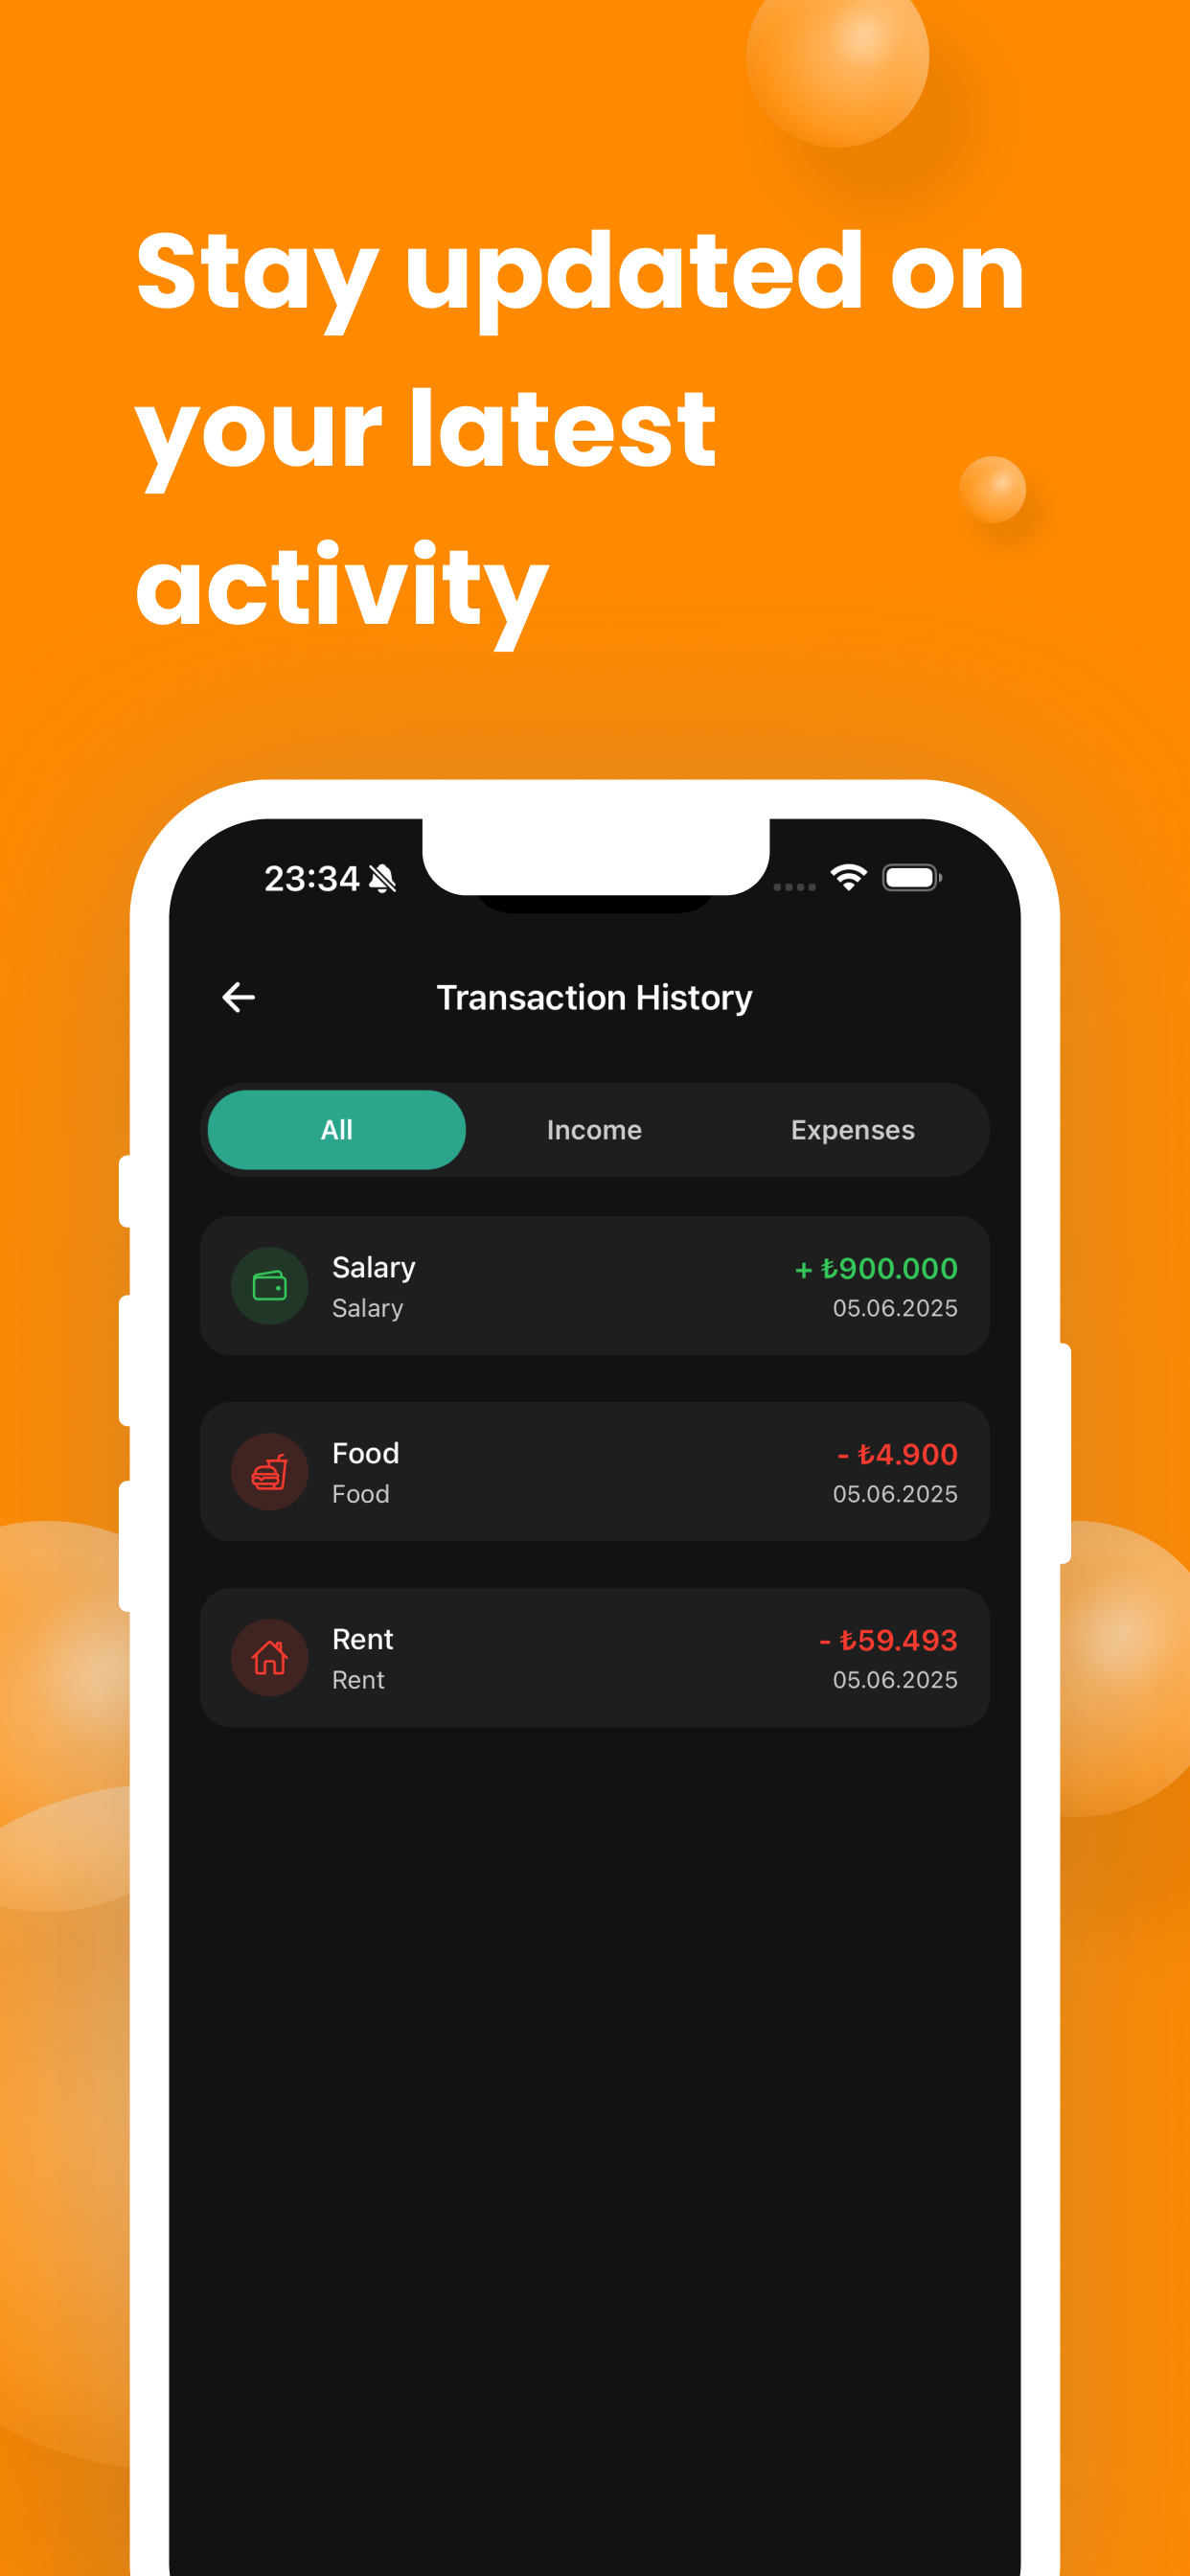 Stay updated on
your latest
activity
23:34
Transaction History
All Income Expenses
Salary + ₺900.000
Salary 05.06.2025
Food - ₺4.900
Food 05.06.2025
Rent - ₺59.493
Rent 05.06.2025